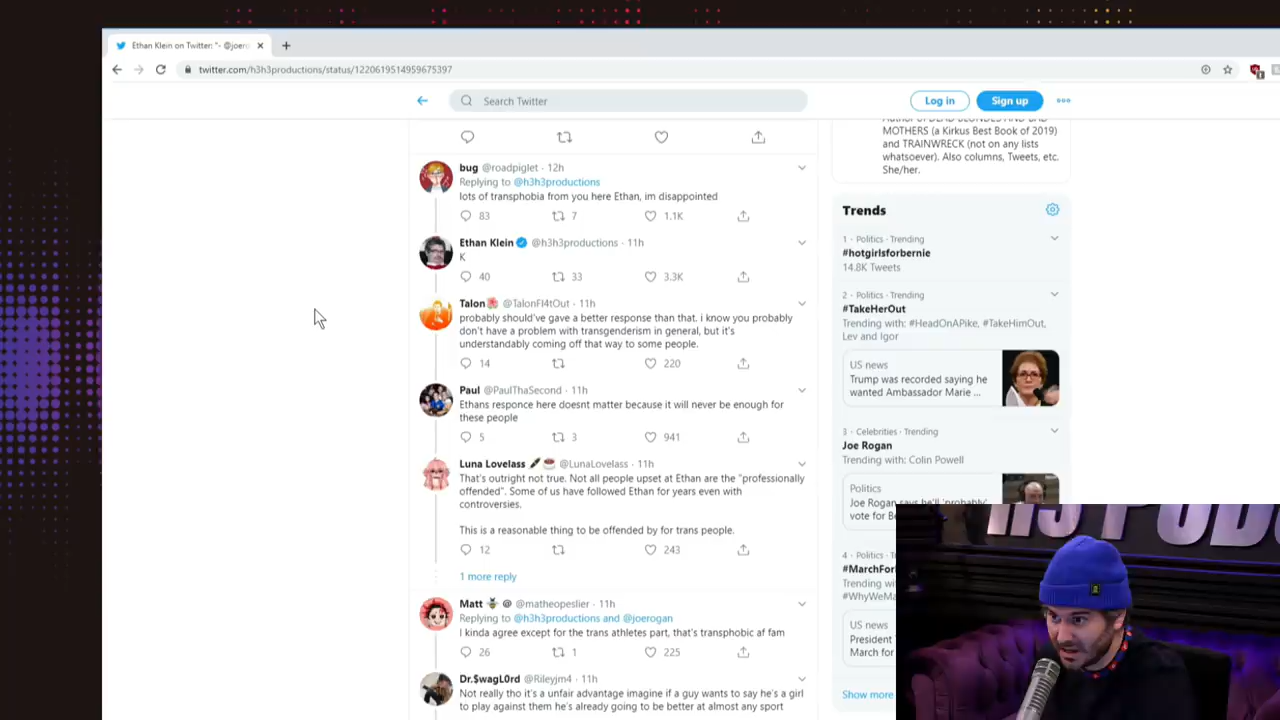 Ethan Klein on Twitter: "- @joero
twitter.com/h3h3productions/status/1220619514959675397
Search Twitter
Log in
Sign up
MOTHERS (a Kirkus Best Book of 2019)
and TRAINWRECK (not on any lists
whatsoever). Also columns, Tweets, etc.
She/her.
bug @roadpiglet · 12h
Replying to @h3h3productions
lots of transphobia from you here Ethan, im disappointed
83 7 1.1K
Ethan Klein @h3h3productions · 11h
K
40 33 3.3K
Talon @TalonFl4tOut · 11h
probably should've gave a better response than that. i know you probably
don't have a problem with transgenderism in general, but it's
understandably coming off that way to some people.
14 220
Paul @PaulThaSecond · 11h
Ethans responce here doesnt matter because it will never be enough for
these people
5 3 941
Luna Lovelass @LunaLovelass · 11h
That's outright not true. Not all people upset at Ethan are the "professionally
offended". Some of us have followed Ethan for years even with
controversies.
This is a reasonable thing to be offended by for trans people.
12 243
1 more reply
Matt @matheopeslier · 11h
Replying to @h3h3productions and @joerogan
I kinda agree except for the trans athletes part, that's transphobic af fam
26 1 225
Dr.$wagL0rd @Rileyjm4 · 11h
Not really tho it's a unfair advantage imagine if a guy wants to say he's a girl
to play against them he's already going to be better at almost any sport
Trends
1 · Politics · Trending
#hotgirlsforbernie
14.8K Tweets
2 · Politics · Trending
#TakeHerOut
Trending with: #HeadOnAPike, #TakeHimOut,
Lev and Igor
US news
Trump was recorded saying he
wanted Ambassador Marie ...
3 · Celebrities · Trending
Joe Rogan
Trending with: Colin Powell
Politics
Joe Rogan says he'll 'probably'
vote for Be
4 · Politics · T
#MarchFor
Trending wi
#WhyWeMa
US news
President
March for
Show more
H3 PODC